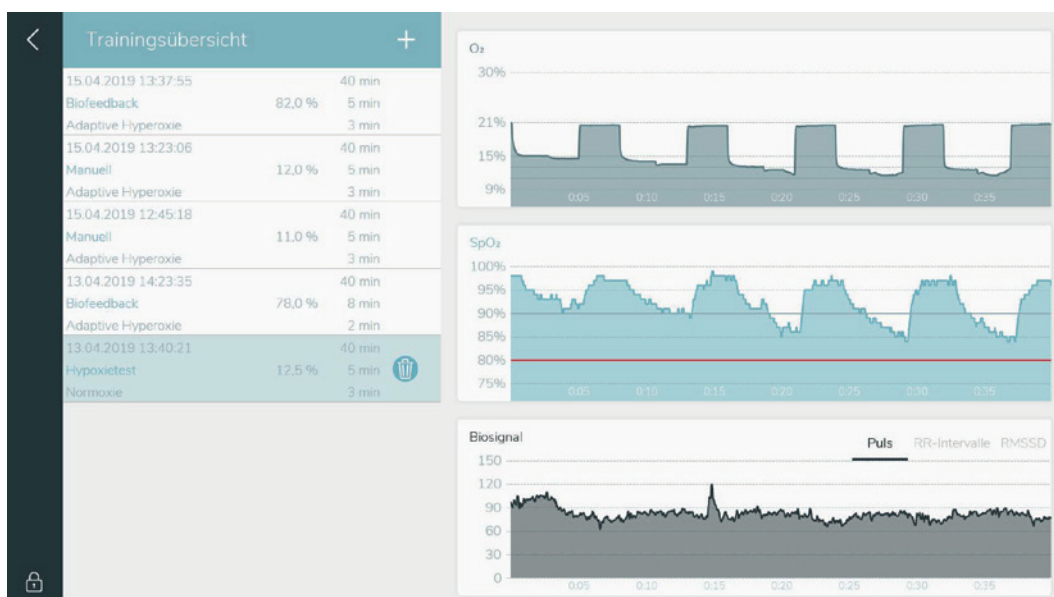 Trainingsübersicht +
15.04.2019 13:37:55 40 min
Biofeedback 82,0 % 5 min
Adaptive Hyperoxie 3 min
15.04.2019 13:23:06 40 min
Manuell 12,0 % 5 min
Adaptive Hyperoxie 3 min
15.04.2019 12:45:18 40 min
Manuell 11,0 % 5 min
Adaptive Hyperoxie 3 min
13.04.2019 14:23:35 40 min
Biofeedback 78,0 % 8 min
Adaptive Hyperoxie 2 min
13.04.2019 13:40:21 40 min
Hypoxietest 12,5 % 5 min
Normoxie 3 min
O₂
30%
21%
15%
9%
0:05 0:10 0:15 0:20 0:25 0:30 0:35
SpO₂
100%
95%
90%
85%
80%
75%
0:05 0:10 0:15 0:20 0:25 0:30 0:35
Biosignal
Puls RR-Intervalle RMSSD
150
120
90
60
30
0
0:05 0:10 0:15 0:20 0:25 0:30 0:35